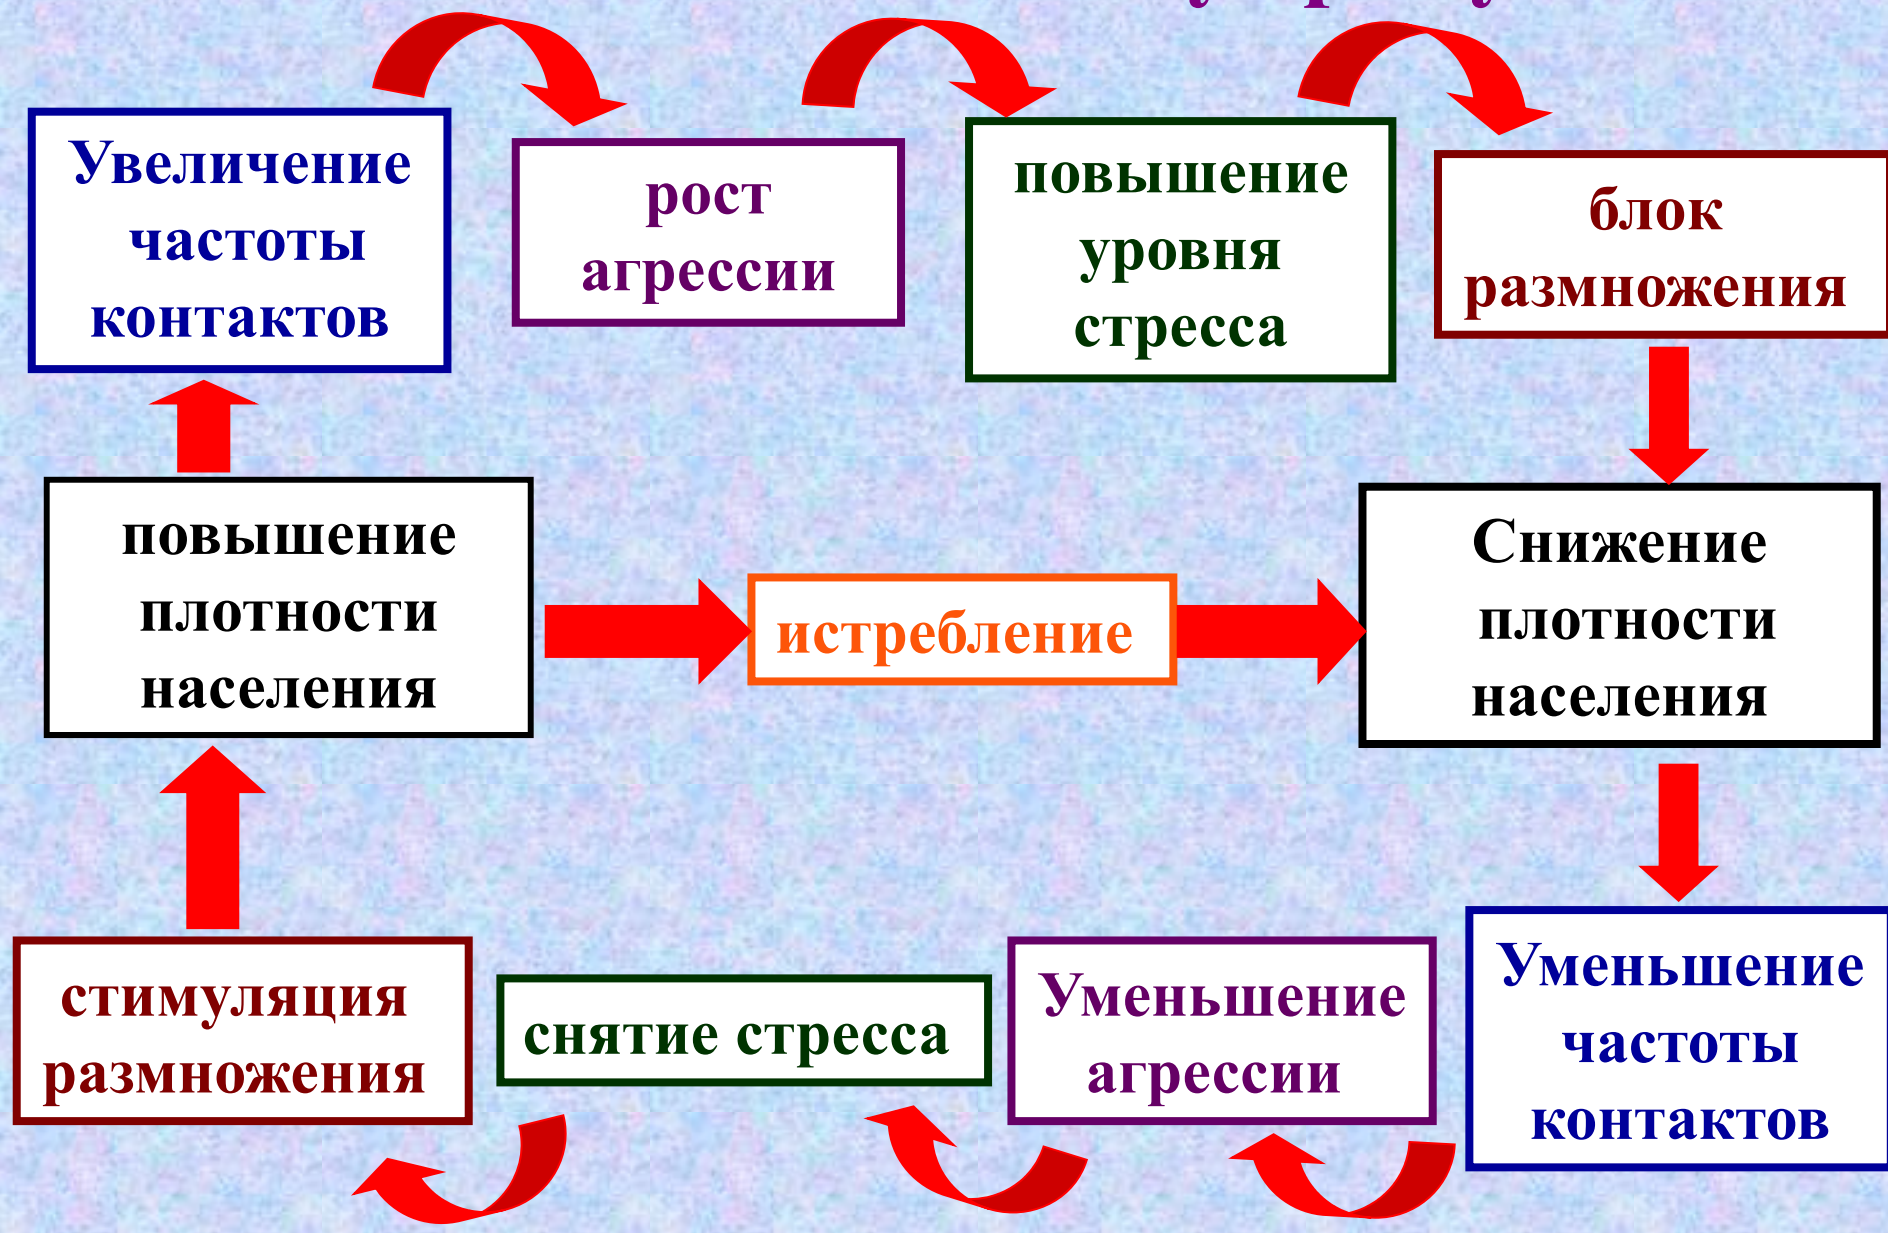 Увеличение
частоты
контактов
рост
агрессии
повышение
уровня
стресса
блок
размножения
повышение
плотности
населения
истребление
Снижение
плотности
населения
стимуляция
размножения
снятие стресса
Уменьшение
агрессии
Уменьшение
частоты
контактов